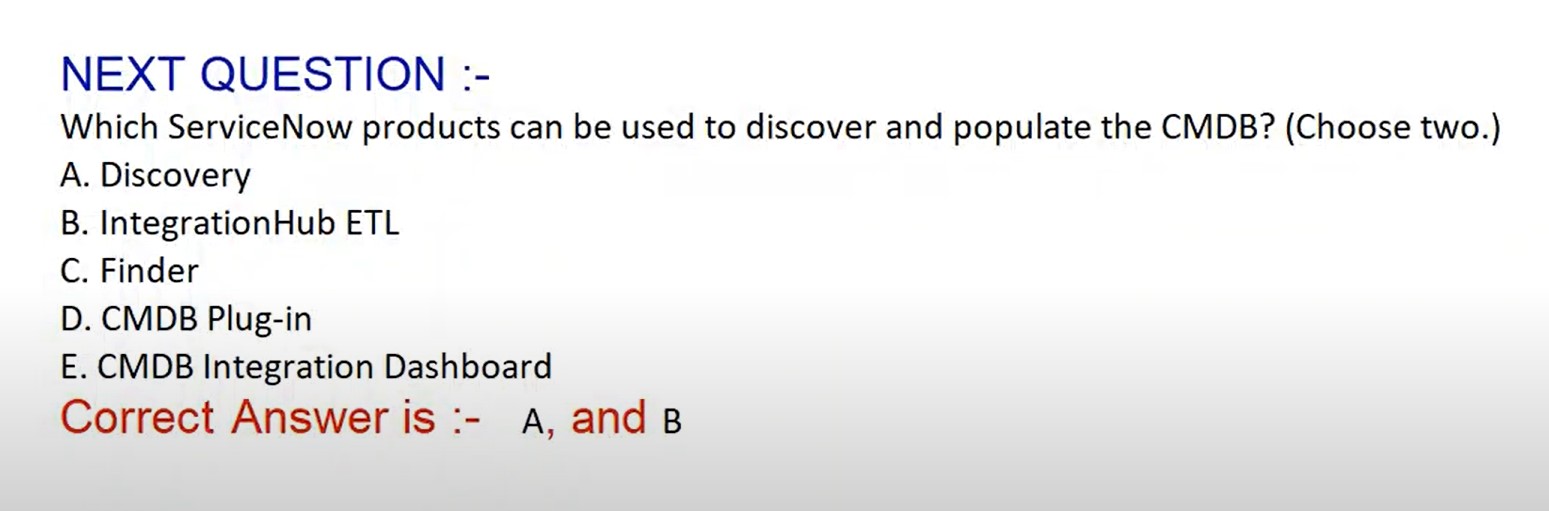 NEXT QUESTION :-
Which ServiceNow products can be used to discover and populate the CMDB? (Choose two.)
A. Discovery
B. IntegrationHub ETL
C. Finder
D. CMDB Plug-in
E. CMDB Integration Dashboard
Correct Answer is :- A, and B